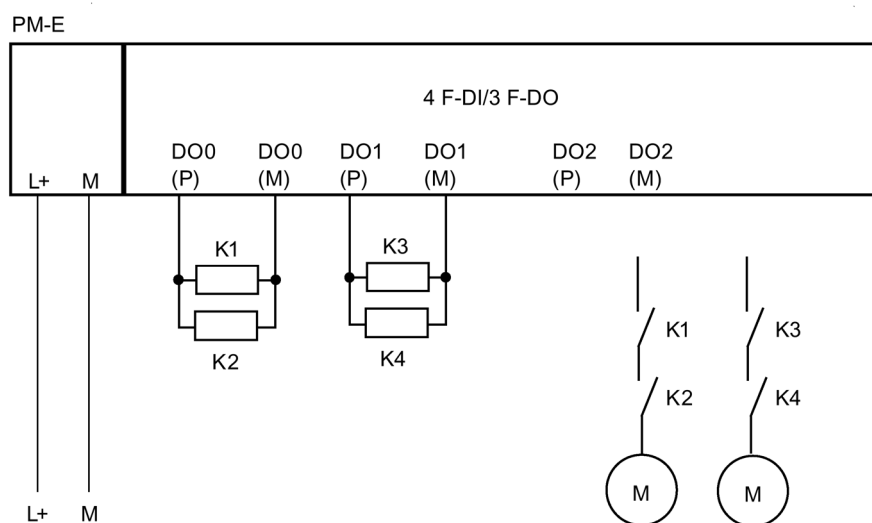 PM-E
4 F-DI/3 F-DO
DO0 DO0 DO1 DO1 DO2 DO2
(P) (M) (P) (M) (P) (M)
L+ M
K1 K3
K2 K4
K1 K3
K2 K4
M M
L+ M